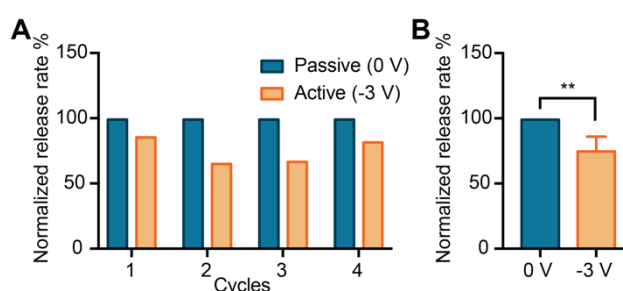 A
Normalized release rate %
150
100
50
0
Passive (0 V)
Active (-3 V)
1
2
3
4
Cycles
B
Normalized release rate %
150
100
50
0
**
0 V
-3 V